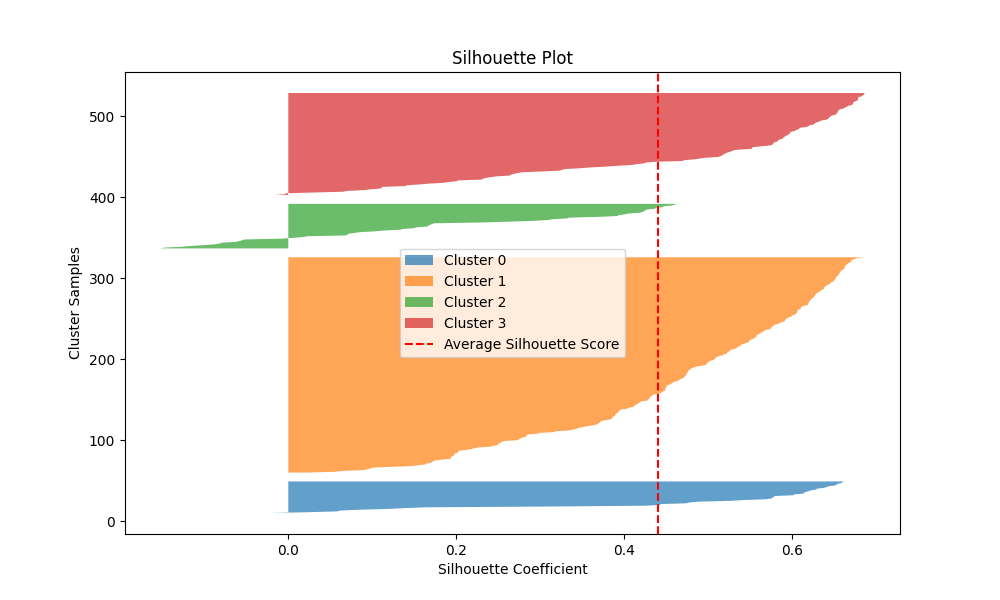 Silhouette Plot
Cluster Samples
500
400
300
200
100
0
Cluster 0
Cluster 1
Cluster 2
Cluster 3
Average Silhouette Score
0.0
0.2
0.4
0.6
Silhouette Coefficient